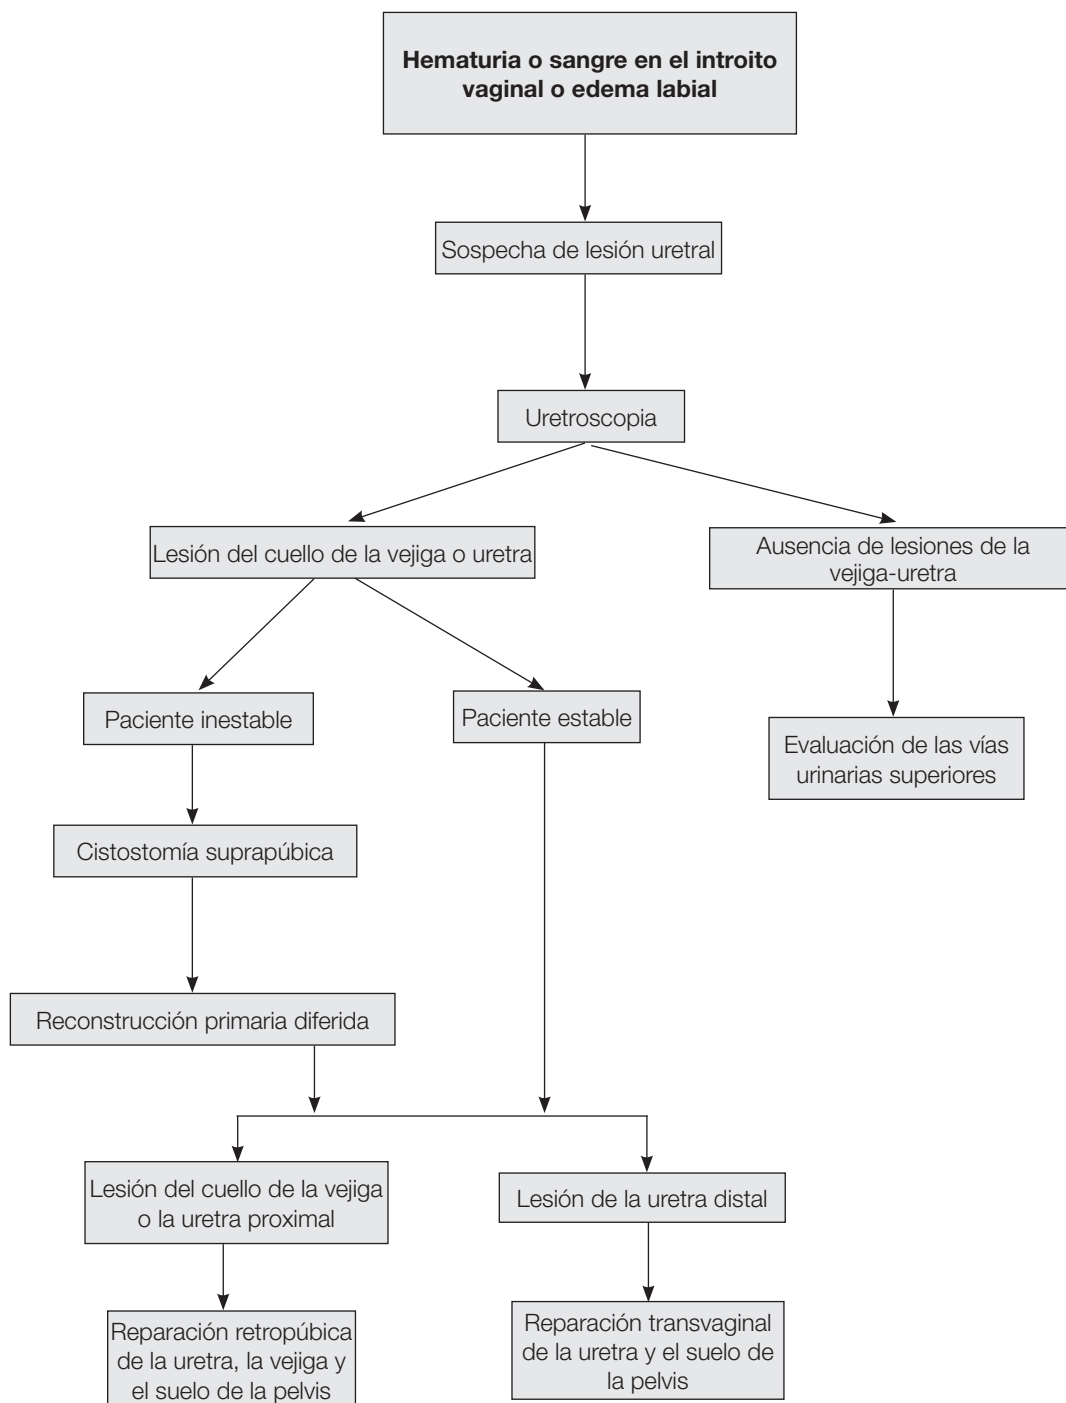 Hematuria o sangre en el introito
vaginal o edema labial
Sospecha de lesión uretral
Uretroscopia
Lesión del cuello de la vejiga o uretra
Ausencia de lesiones de la
vejiga-uretra
Paciente inestable
Paciente estable
Evaluación de las vías
urinarias superiores
Cistostomía suprapúbica
Reconstrucción primaria diferida
Lesión del cuello de la vejiga
o la uretra proximal
Lesión de la uretra distal
Reparación retropúbica
de la uretra, la vejiga y
el suelo de la pelvis
Reparación transvaginal
de la uretra y el suelo de
la pelvis